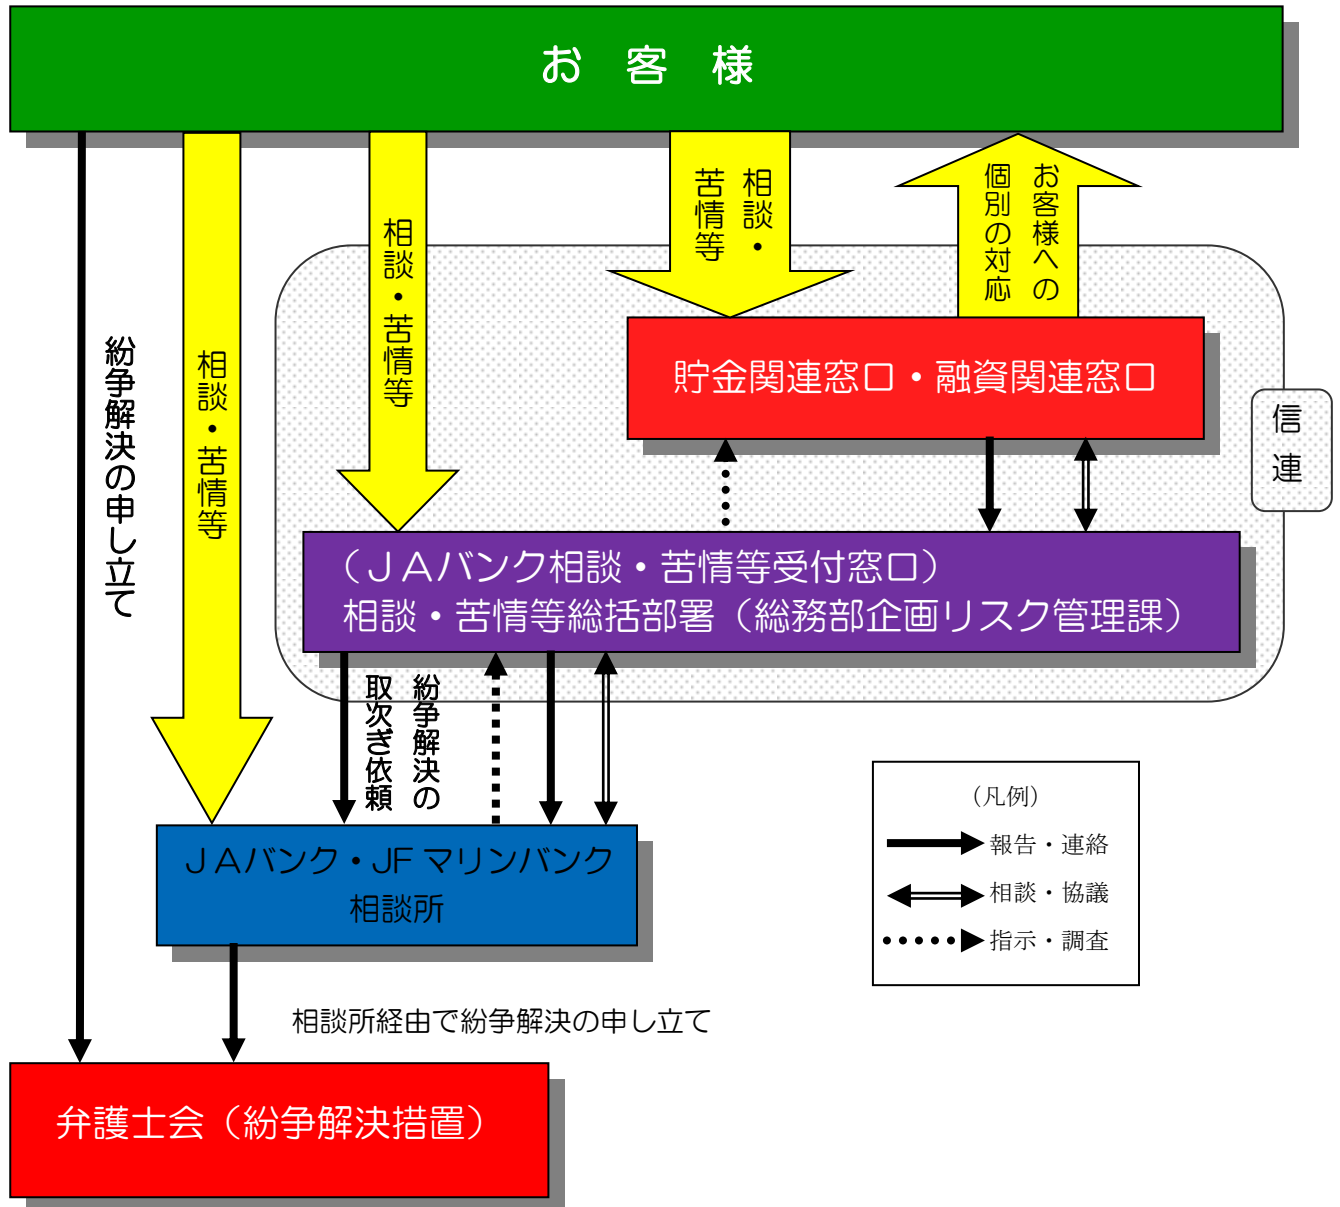 お 客 様
紛争解決の申し立て
相談・苦情等
相談・苦情等
相談・
苦情等
お客様への
個別の対応
貯金関連窓口・融資関連窓口
信
連
（ＪＡバンク相談・苦情等受付窓口）
相談・苦情等総括部署（総務部企画リスク管理課）
紛争解決の
取次ぎ依頼
ＪＡバンク・JFマリンバンク
相談所
（凡例）
報告・連絡
相談・協議
指示・調査
相談所経由で紛争解決の申し立て
弁護士会（紛争解決措置）